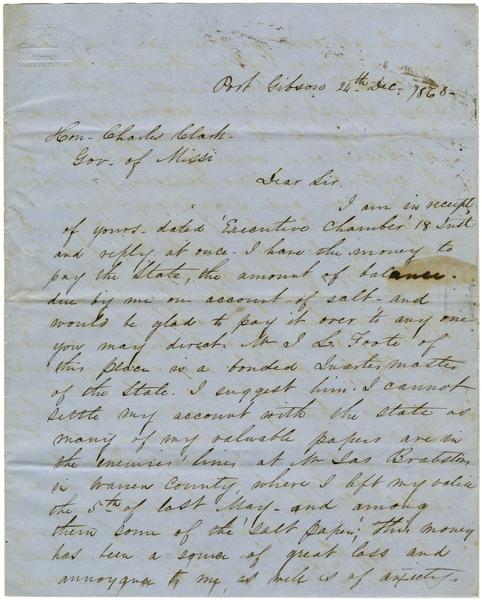 Port Gibson 24th Dec. 1863-
Hon- Charles Clark-
Gov- of Missi
Dear Sir.
I am in receipt
of yours- dated 'Executive Chamber' 18 Inst
and reply at once. I have the money to
pay the State, the amount of balance.
due by me on account of salt- and
would be glad to pay it over to any one
you may direct. Mr J L Foote of
this place is a bonded Quartermaster
of the State. I suggest him. I cannot
settle my account with the state as
many of my valuable papers are in
the enemies' lines at Mr Jas
in Warren County, where I left my valise
the 5th of last May- and among
them some of the 'Salt papers', This money
has been a source of great loss and
annoyance to me, as well as of anxiety-